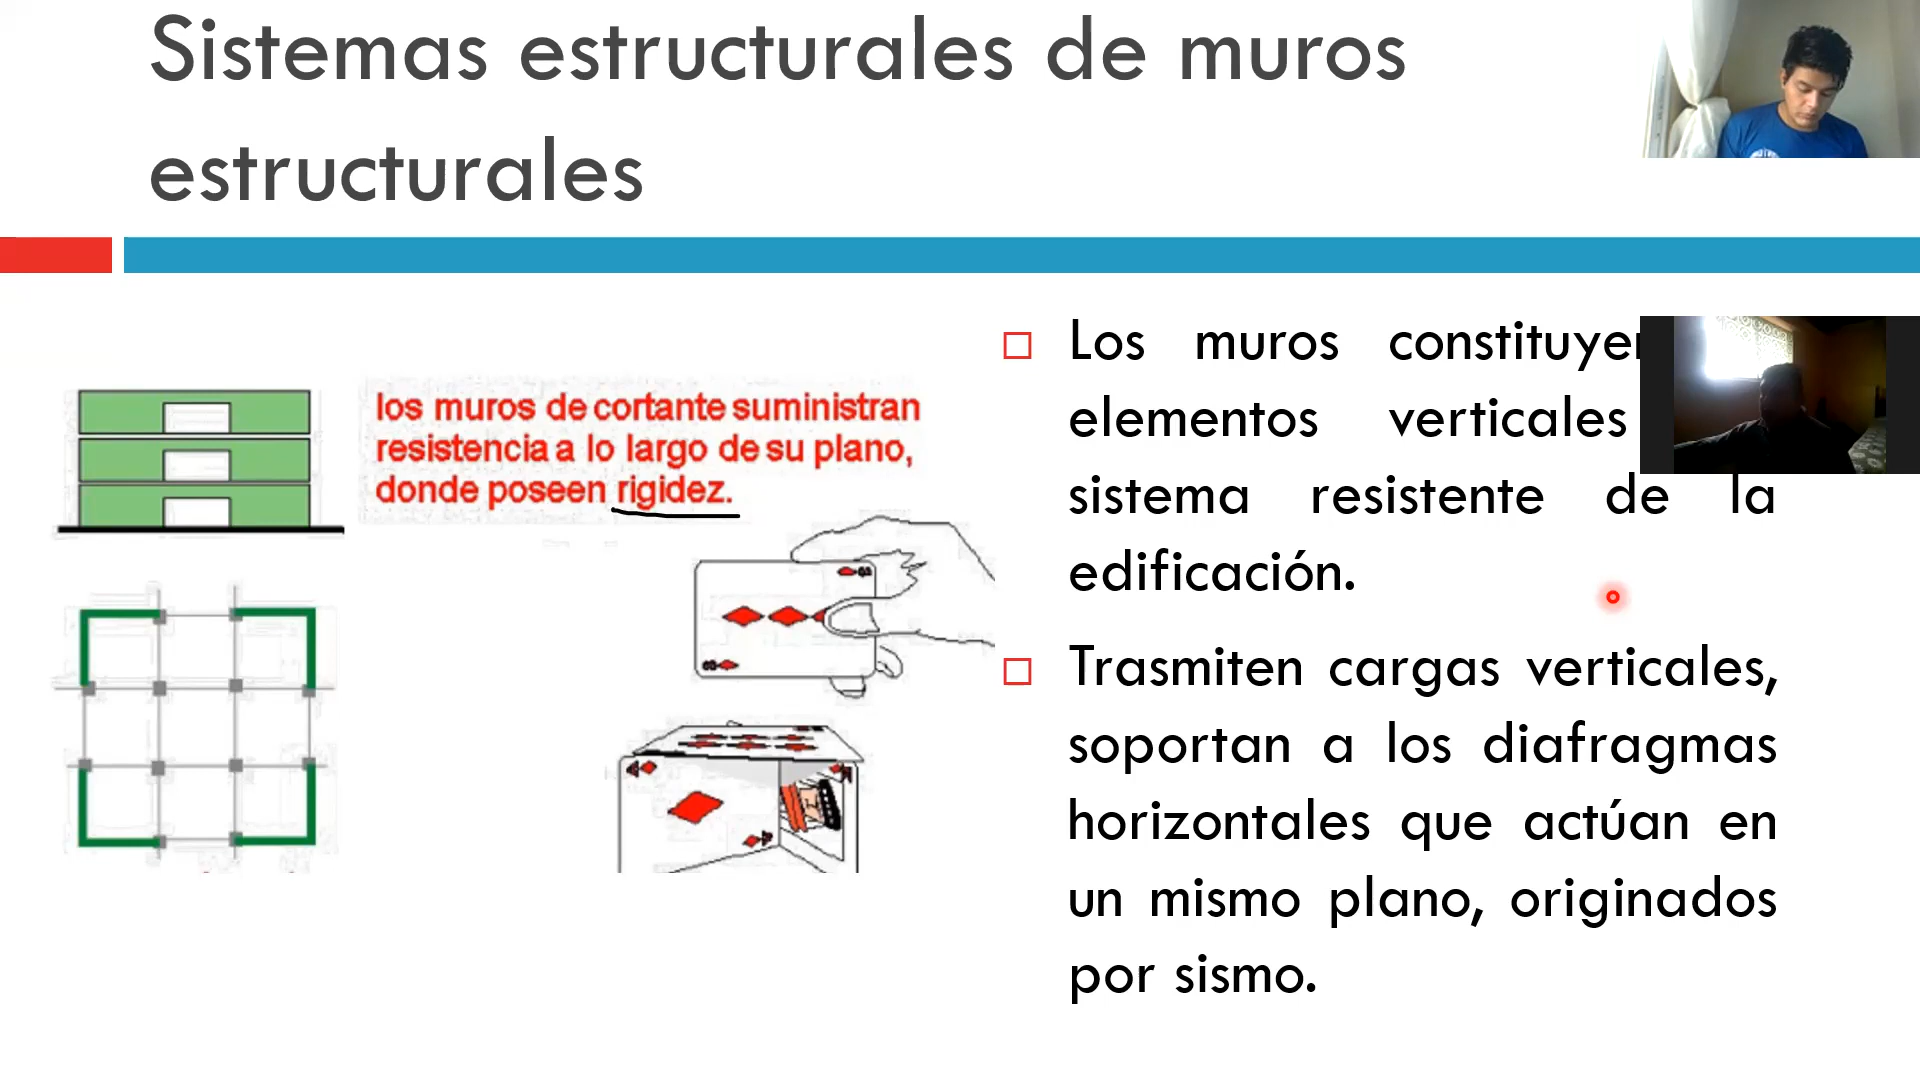 Sistemas estructurales de muros
estructurales
los muros de cortante suministran
resistencia a lo largo de su plano,
donde poseen rigidez.
Los muros constituyen
elementos verticales
sistema resistente de la
edificación.
Trasmiten cargas verticales,
soportan a los diafragmas
horizontales que actúan en
un mismo plano, originados
por sismo.